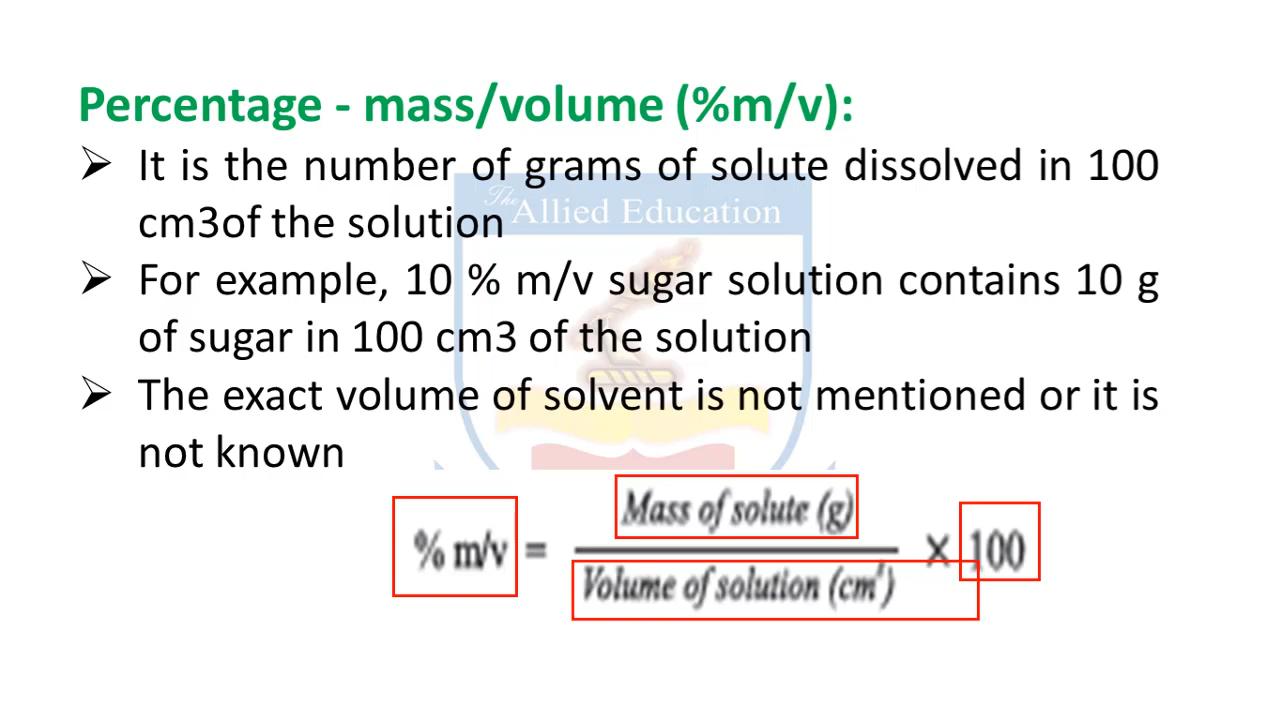 Percentage - mass/volume (%m/v):
➢ It is the number of grams of solute dissolved in 100
cm3of the solution
The Allied Education
➢ For example, 10 % m/v sugar solution contains 10 g
of sugar in 100 cm3 of the solution
➢ The exact volume of solvent is not mentioned or it is
not known
Mass of solute (g)
% m/v = × 100
Volume of solution (cm³)